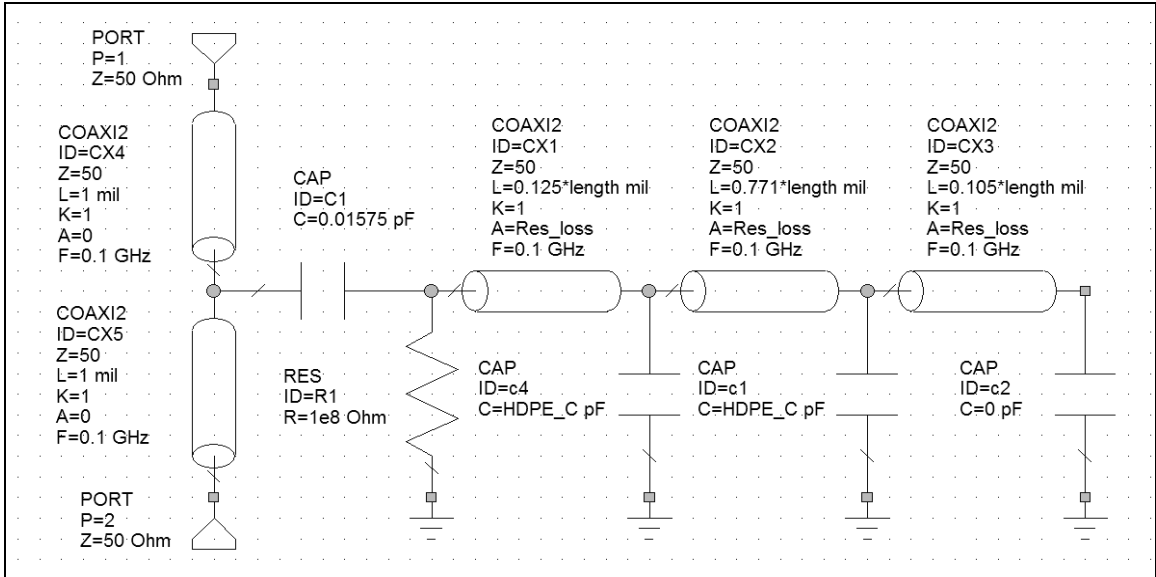 PORT
P=1
Z=50 Ohm
COAXI2
ID=CX4
Z=50
L=1 mil
K=1
A=0
F=0.1 GHz
CAP
ID=C1
C=0.01575 pF
COAXI2
ID=CX1
Z=50
L=0.125*length mil
K=1
A=Res_loss
F=0.1 GHz
COAXI2
ID=CX2
Z=50
L=0.771*length mil
K=1
A=Res_loss
F=0.1 GHz
COAXI2
ID=CX3
Z=50
L=0.105*length mil
K=1
A=Res_loss
F=0.1 GHz
COAXI2
ID=CX5
Z=50
L=1 mil
K=1
A=0
F=0.1 GHz
RES
ID=R1
R=1e8 Ohm
CAP
ID=c4
C=HDPE_C pF
CAP
ID=c1
C=HDPE_C pF
CAP
ID=c2
C=0 pF
PORT
P=2
Z=50 Ohm